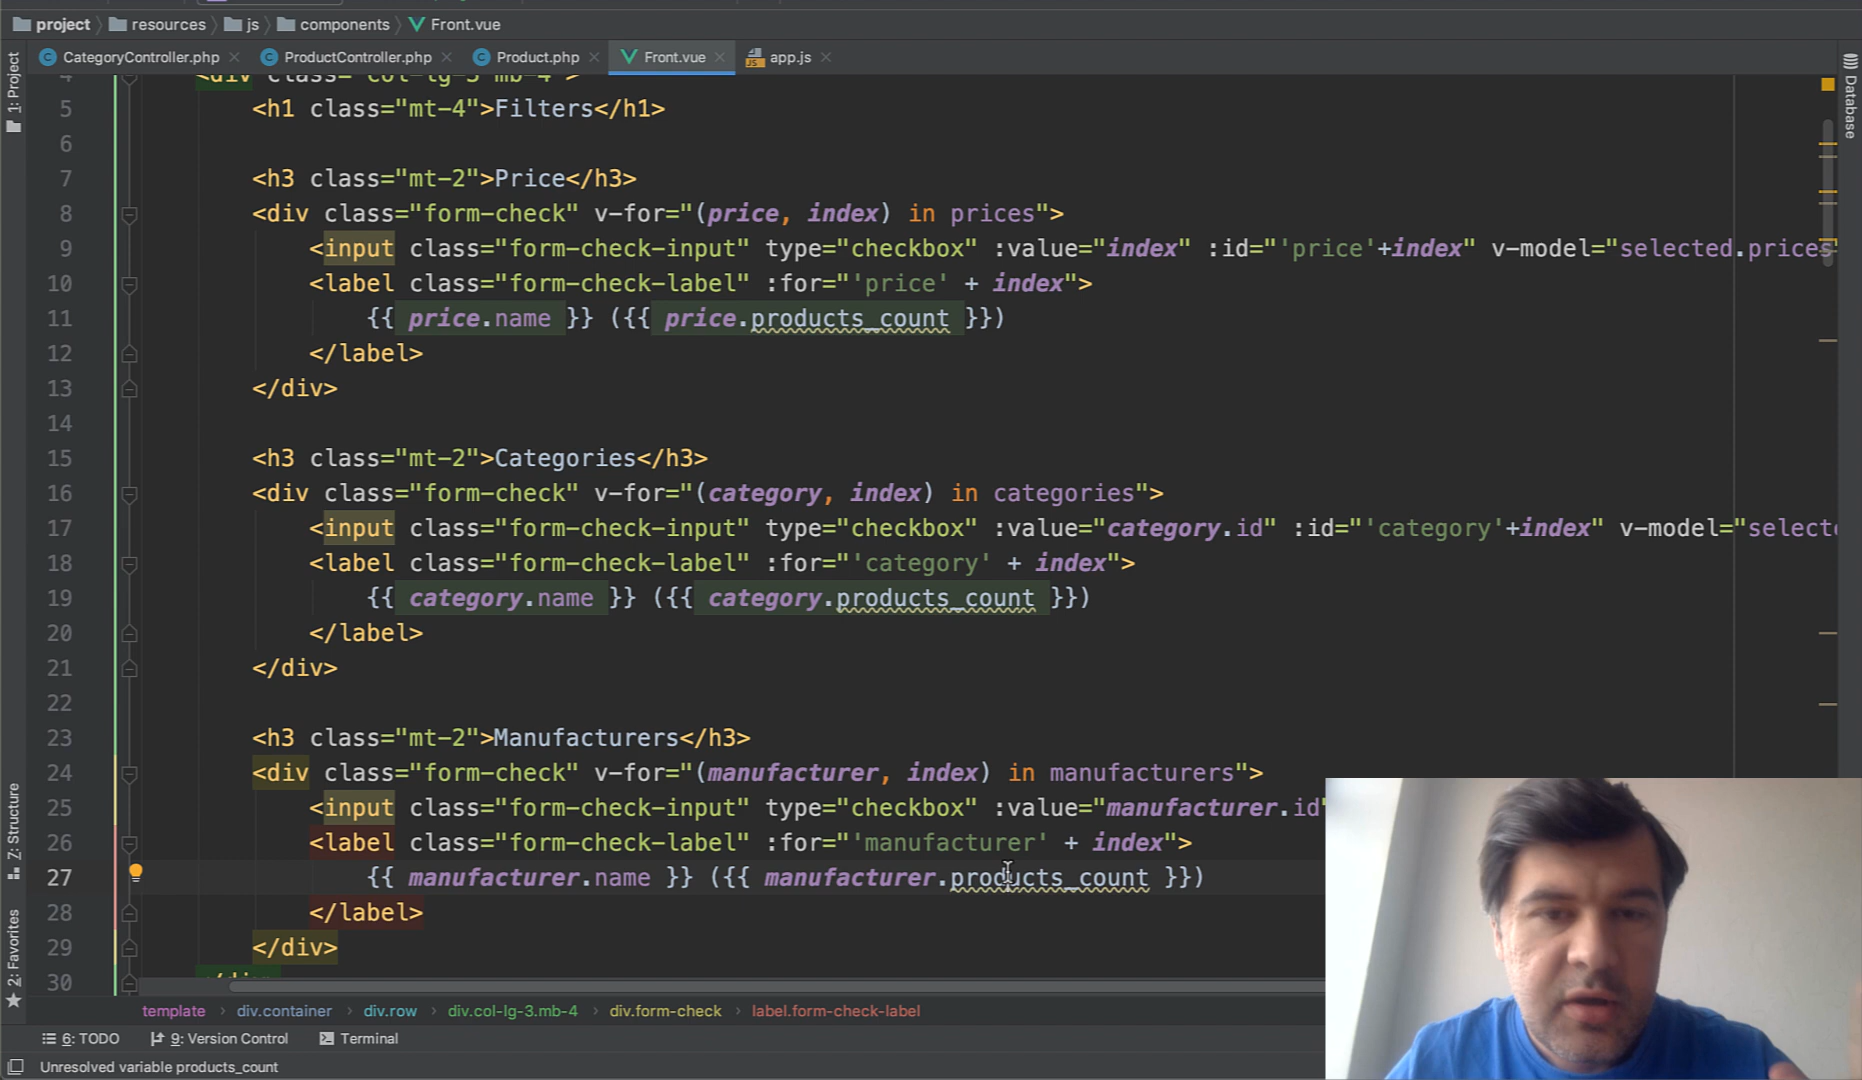 project resources js components Front.vue
CategoryController.php ProductController.php Product.php Front.vue app.js
1: Project
Database
4 <div class="col-lg-3 mb-4">
5 <h1 class="mt-4">Filters</h1>
6
7 <h3 class="mt-2">Price</h3>
8 <div class="form-check" v-for="(price, index) in prices">
9 <input class="form-check-input" type="checkbox" :value="index" :id="'price'+index" v-model="selected.prices"
10 <label class="form-check-label" :for="'price' + index">
11 {{ price.name }} ({{ price.products_count }})
12 </label>
13 </div>
14
15 <h3 class="mt-2">Categories</h3>
16 <div class="form-check" v-for="(category, index) in categories">
17 <input class="form-check-input" type="checkbox" :value="category.id" :id="'category'+index" v-model="selecte
18 <label class="form-check-label" :for="'category' + index">
19 {{ category.name }} ({{ category.products_count }})
20 </label>
21 </div>
22
23 <h3 class="mt-2">Manufacturers</h3>
24 <div class="form-check" v-for="(manufacturer, index) in manufacturers">
25 <input class="form-check-input" type="checkbox" :value="manufacturer.id"
26 <label class="form-check-label" :for="'manufacturer' + index">
27 {{ manufacturer.name }} ({{ manufacturer.products_count }})
28 </label>
29 </div>
30 </div>
Z: Structure
2: Favorites
template › div.container › div.row › div.col-lg-3.mb-4 › div.form-check › label.form-check-label
6: TODO 9: Version Control Terminal
Unresolved variable products_count